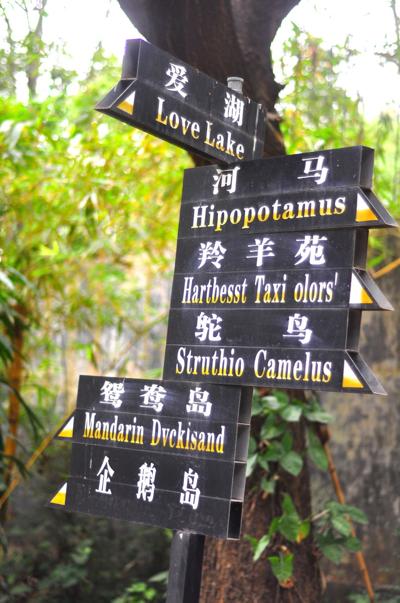 爱湖
Love Lake
河马
Hipopotamus
羚羊苑
Hartbesst Taxi olors'
鸵鸟
Struthio Camelus
鸳鸯岛
Mandarin Dvckisand
企鹅岛